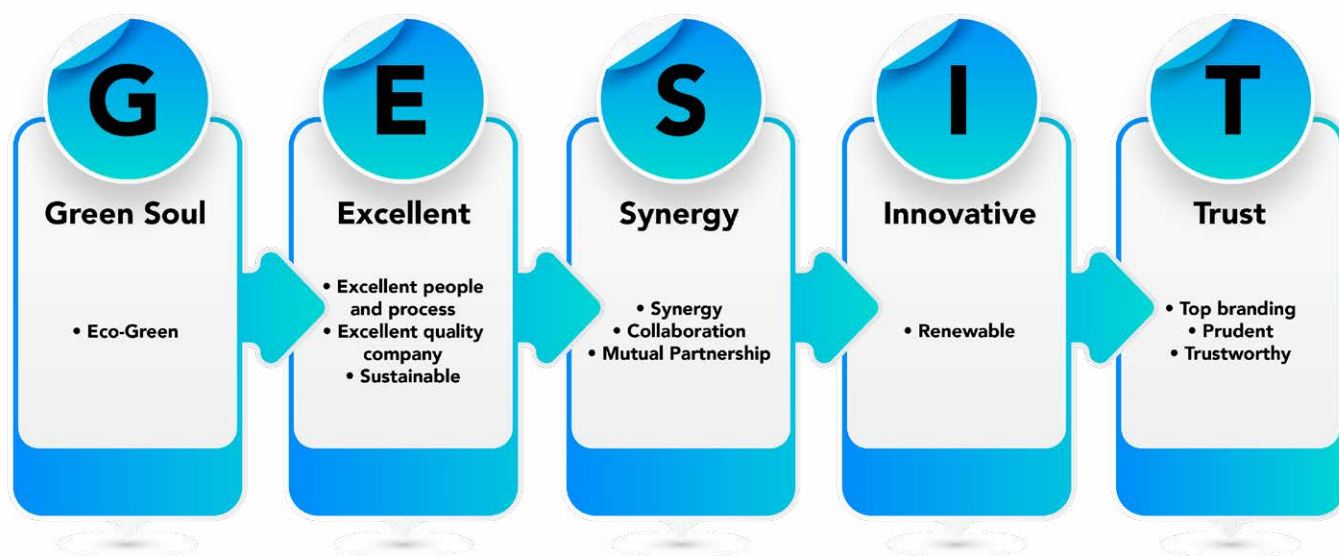 G
Green Soul
• Eco-Green
E
Excellent
• Excellent people
and process
• Excellent quality
company
• Sustainable
S
Synergy
• Synergy
• Collaboration
• Mutual Partnership
I
Innovative
• Renewable
T
Trust
• Top branding
• Prudent
• Trustworthy